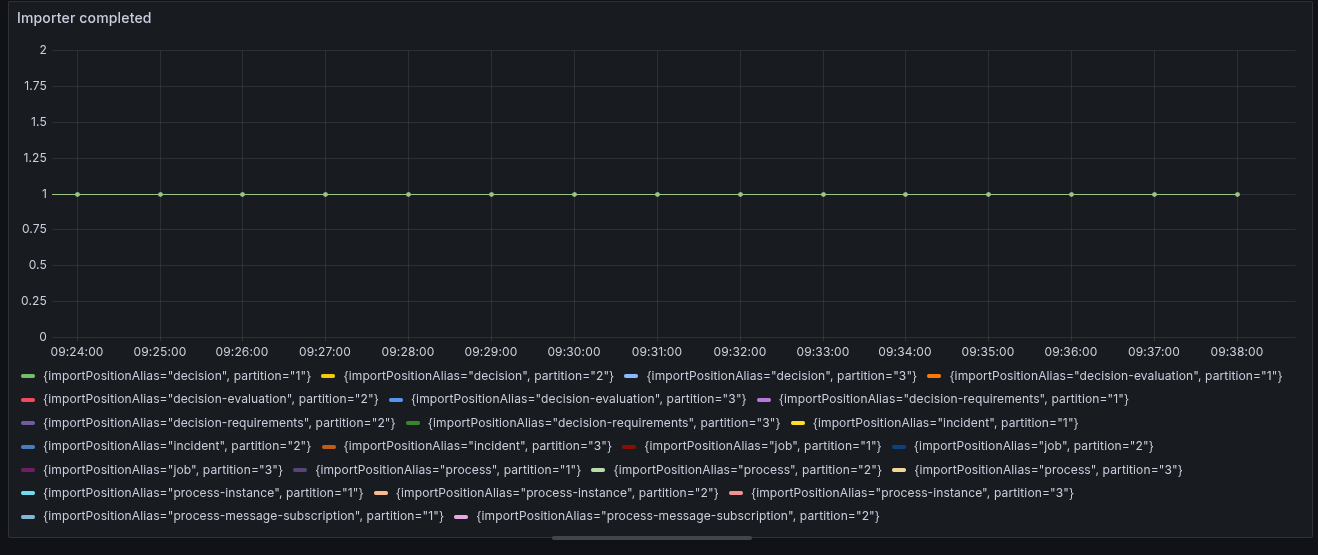 Importer completed
2
1.75
1.5
1.25
1
0.75
0.5
0.25
0
09:24:00 09:25:00 09:26:00 09:27:00 09:28:00 09:29:00 09:30:00 09:31:00 09:32:00 09:33:00 09:34:00 09:35:00 09:36:00 09:37:00 09:38:00
{importPositionAlias="decision", partition="1"} {importPositionAlias="decision", partition="2"} {importPositionAlias="decision", partition="3"} {importPositionAlias="decision-evaluation", partition="1"}
{importPositionAlias="decision-evaluation", partition="2"} {importPositionAlias="decision-evaluation", partition="3"} {importPositionAlias="decision-requirements", partition="1"}
{importPositionAlias="decision-requirements", partition="2"} {importPositionAlias="decision-requirements", partition="3"} {importPositionAlias="incident", partition="1"}
{importPositionAlias="incident", partition="2"} {importPositionAlias="incident", partition="3"} {importPositionAlias="job", partition="1"} {importPositionAlias="job", partition="2"}
{importPositionAlias="job", partition="3"} {importPositionAlias="process", partition="1"} {importPositionAlias="process", partition="2"} {importPositionAlias="process", partition="3"}
{importPositionAlias="process-instance", partition="1"} {importPositionAlias="process-instance", partition="2"} {importPositionAlias="process-instance", partition="3"}
{importPositionAlias="process-message-subscription", partition="1"} {importPositionAlias="process-message-subscription", partition="2"}